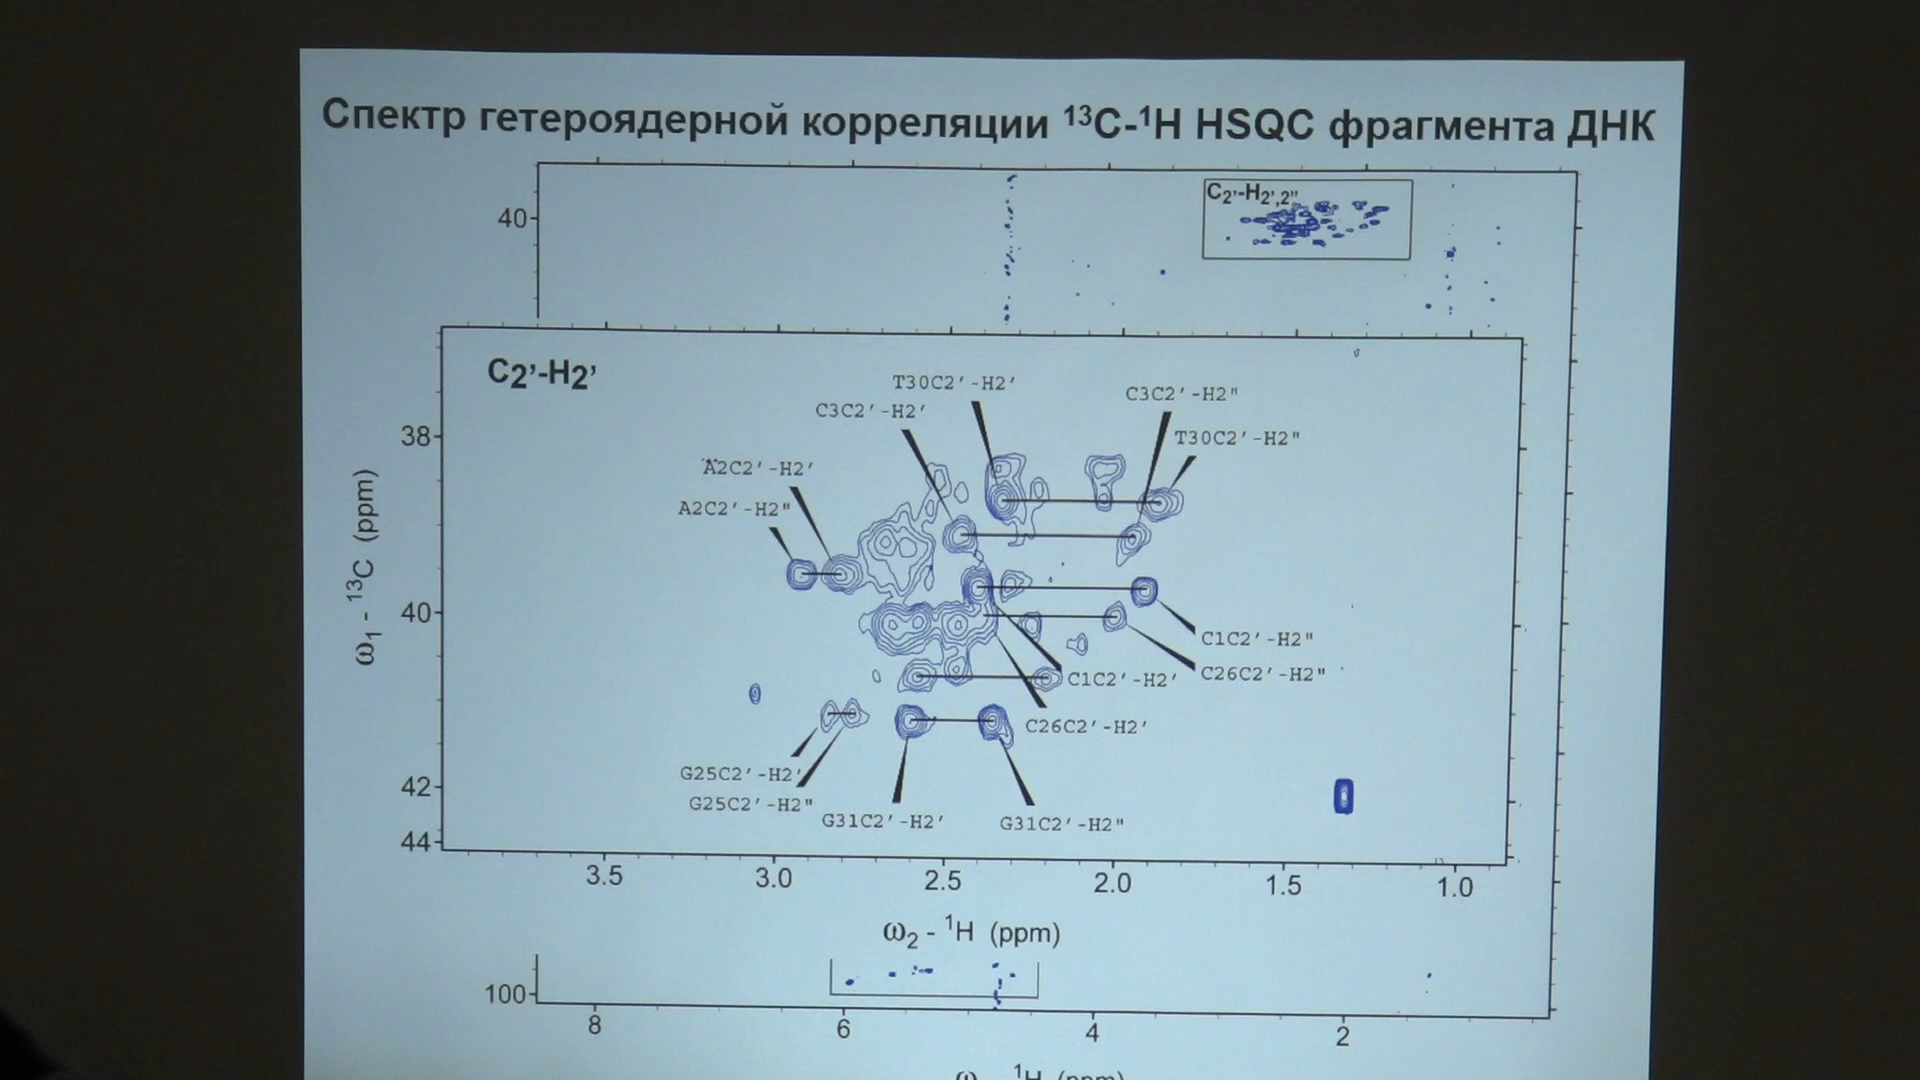 Спектр гетероядерной корреляции ¹³C-¹H HSQC фрагмента ДНК
C2'-H2',2"
40
C2'-H2'
T30C2'-H2'
C3C2'-H2"
C3C2'-H2'
38
T30C2'-H2"
A2C2'-H2'
A2C2'-H2"
ω1 - ¹³C (ppm)
40
C1C2'-H2"
C26C2'-H2"
C1C2'-H2'
C26C2'-H2'
G25C2'-H2'
42
G25C2'-H2"
G31C2'-H2'
G31C2'-H2"
44
3.5 3.0 2.5 2.0 1.5 1.0
ω2 - ¹H (ppm)
100
8 6 4 2
¹H (ppm)